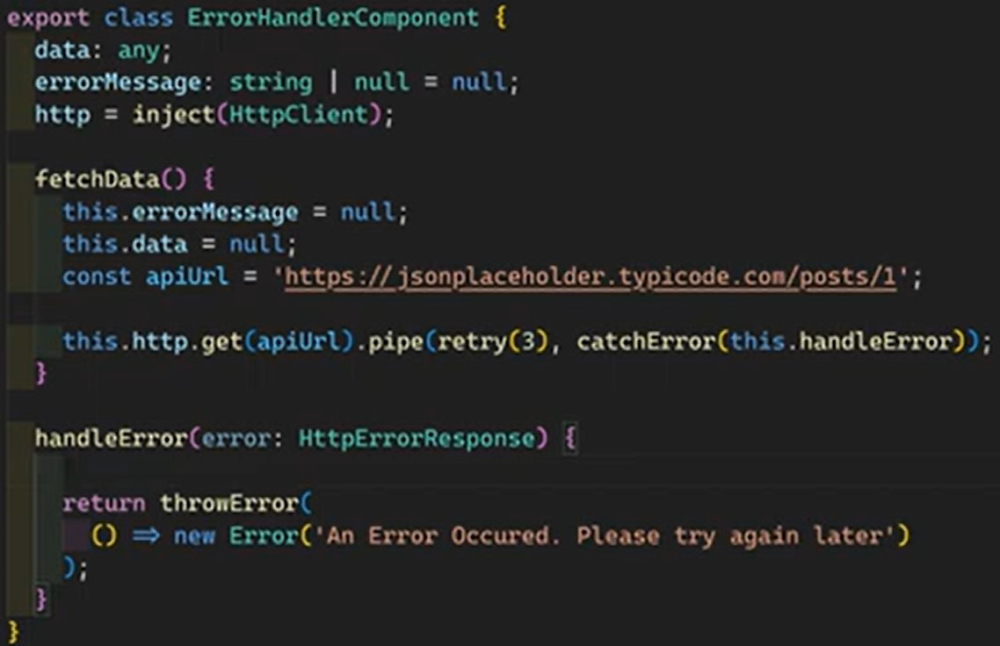 export class ErrorHandlerComponent {
data: any;
errorMessage: string | null = null;
http = inject(HttpClient);
fetchData() {
this.errorMessage = null;
this.data = null;
const apiUrl = 'https://jsonplaceholder.typicode.com/posts/1';
this.http.get(apiUrl).pipe(retry(3), catchError(this.handleError));
}
handleError(error: HttpErrorResponse) {
return throwError(
() => new Error('An Error Occured. Please try again later')
);
}
}